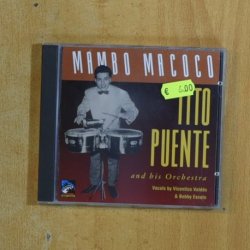 MAMBO MACOCO
€ 6,00
TITO
PUENTE
and his Orchestra
Vocals by Vicentico Valdés
& Bobby Escoto